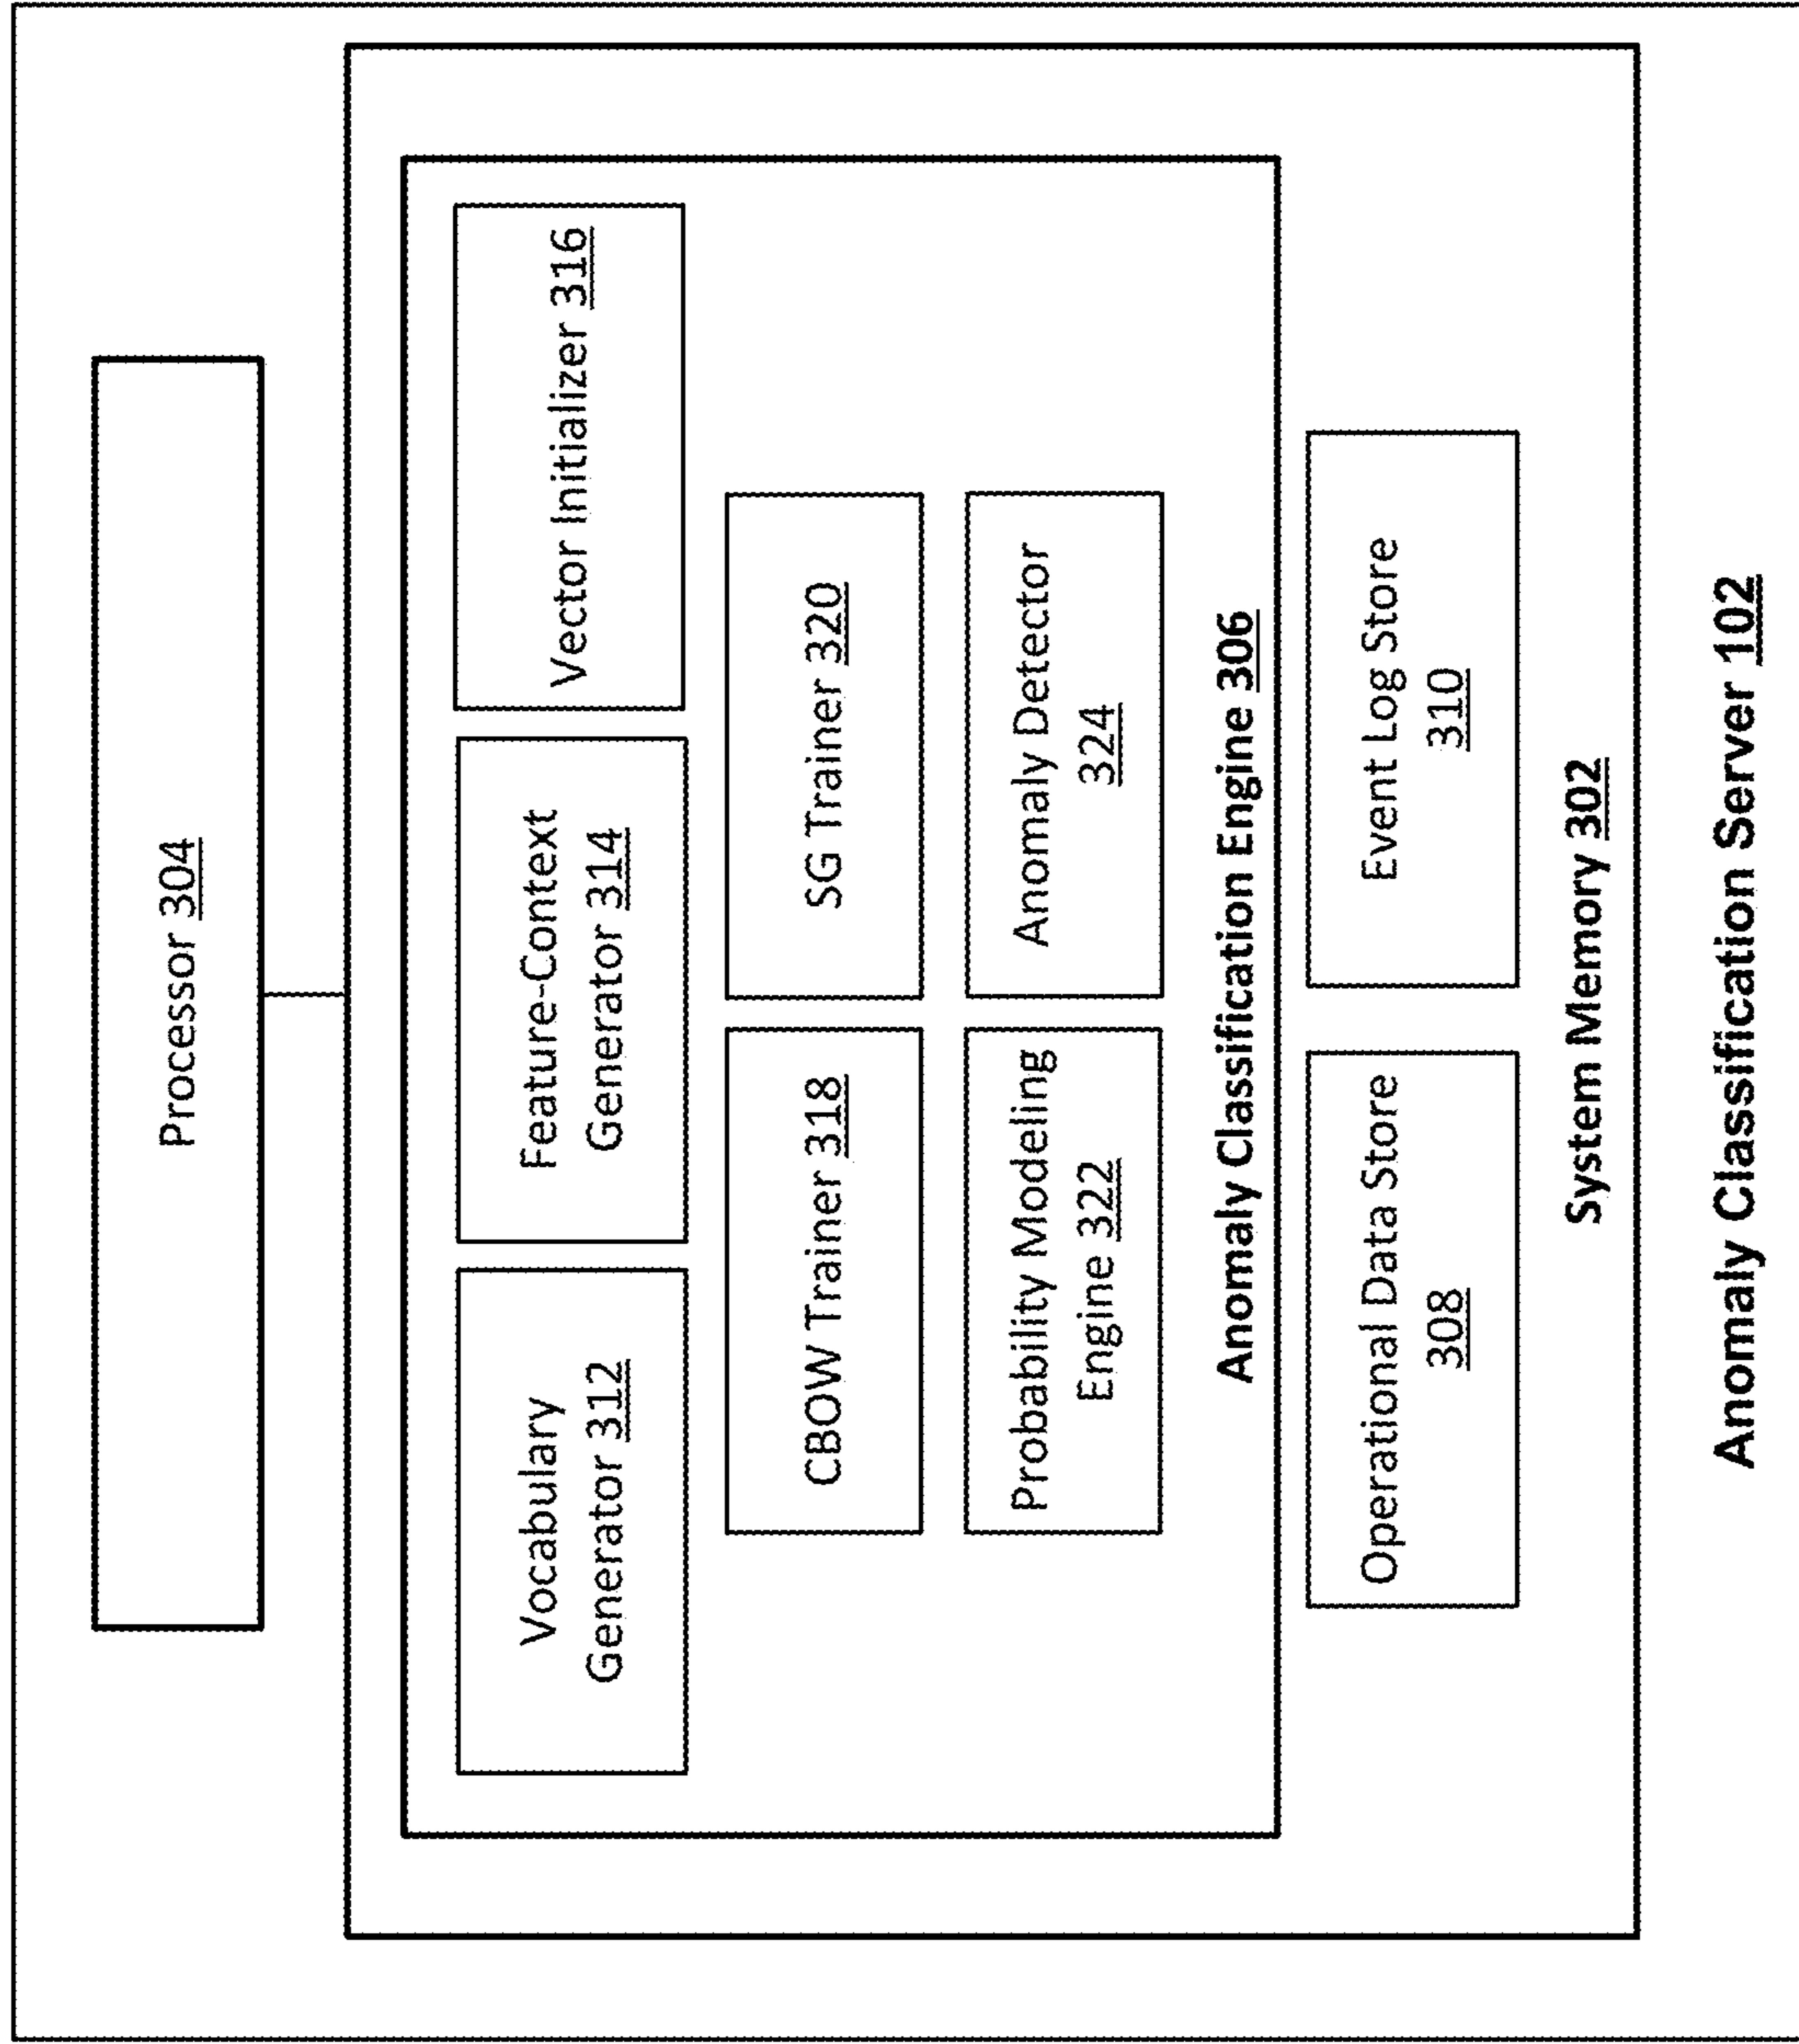 Processor 304
Vocabulary
Generator 312
Feature-Context
Generator 314
Vector Initializer 316
CBOW Trainer 318
SG Trainer 320
Probability Modeling
Engine 322
Anomaly Detector
324
Anomaly Classification Engine 306
Operational Data Store
308
Event Log Store
310
System Memory 302
Anomaly Classification Server 102